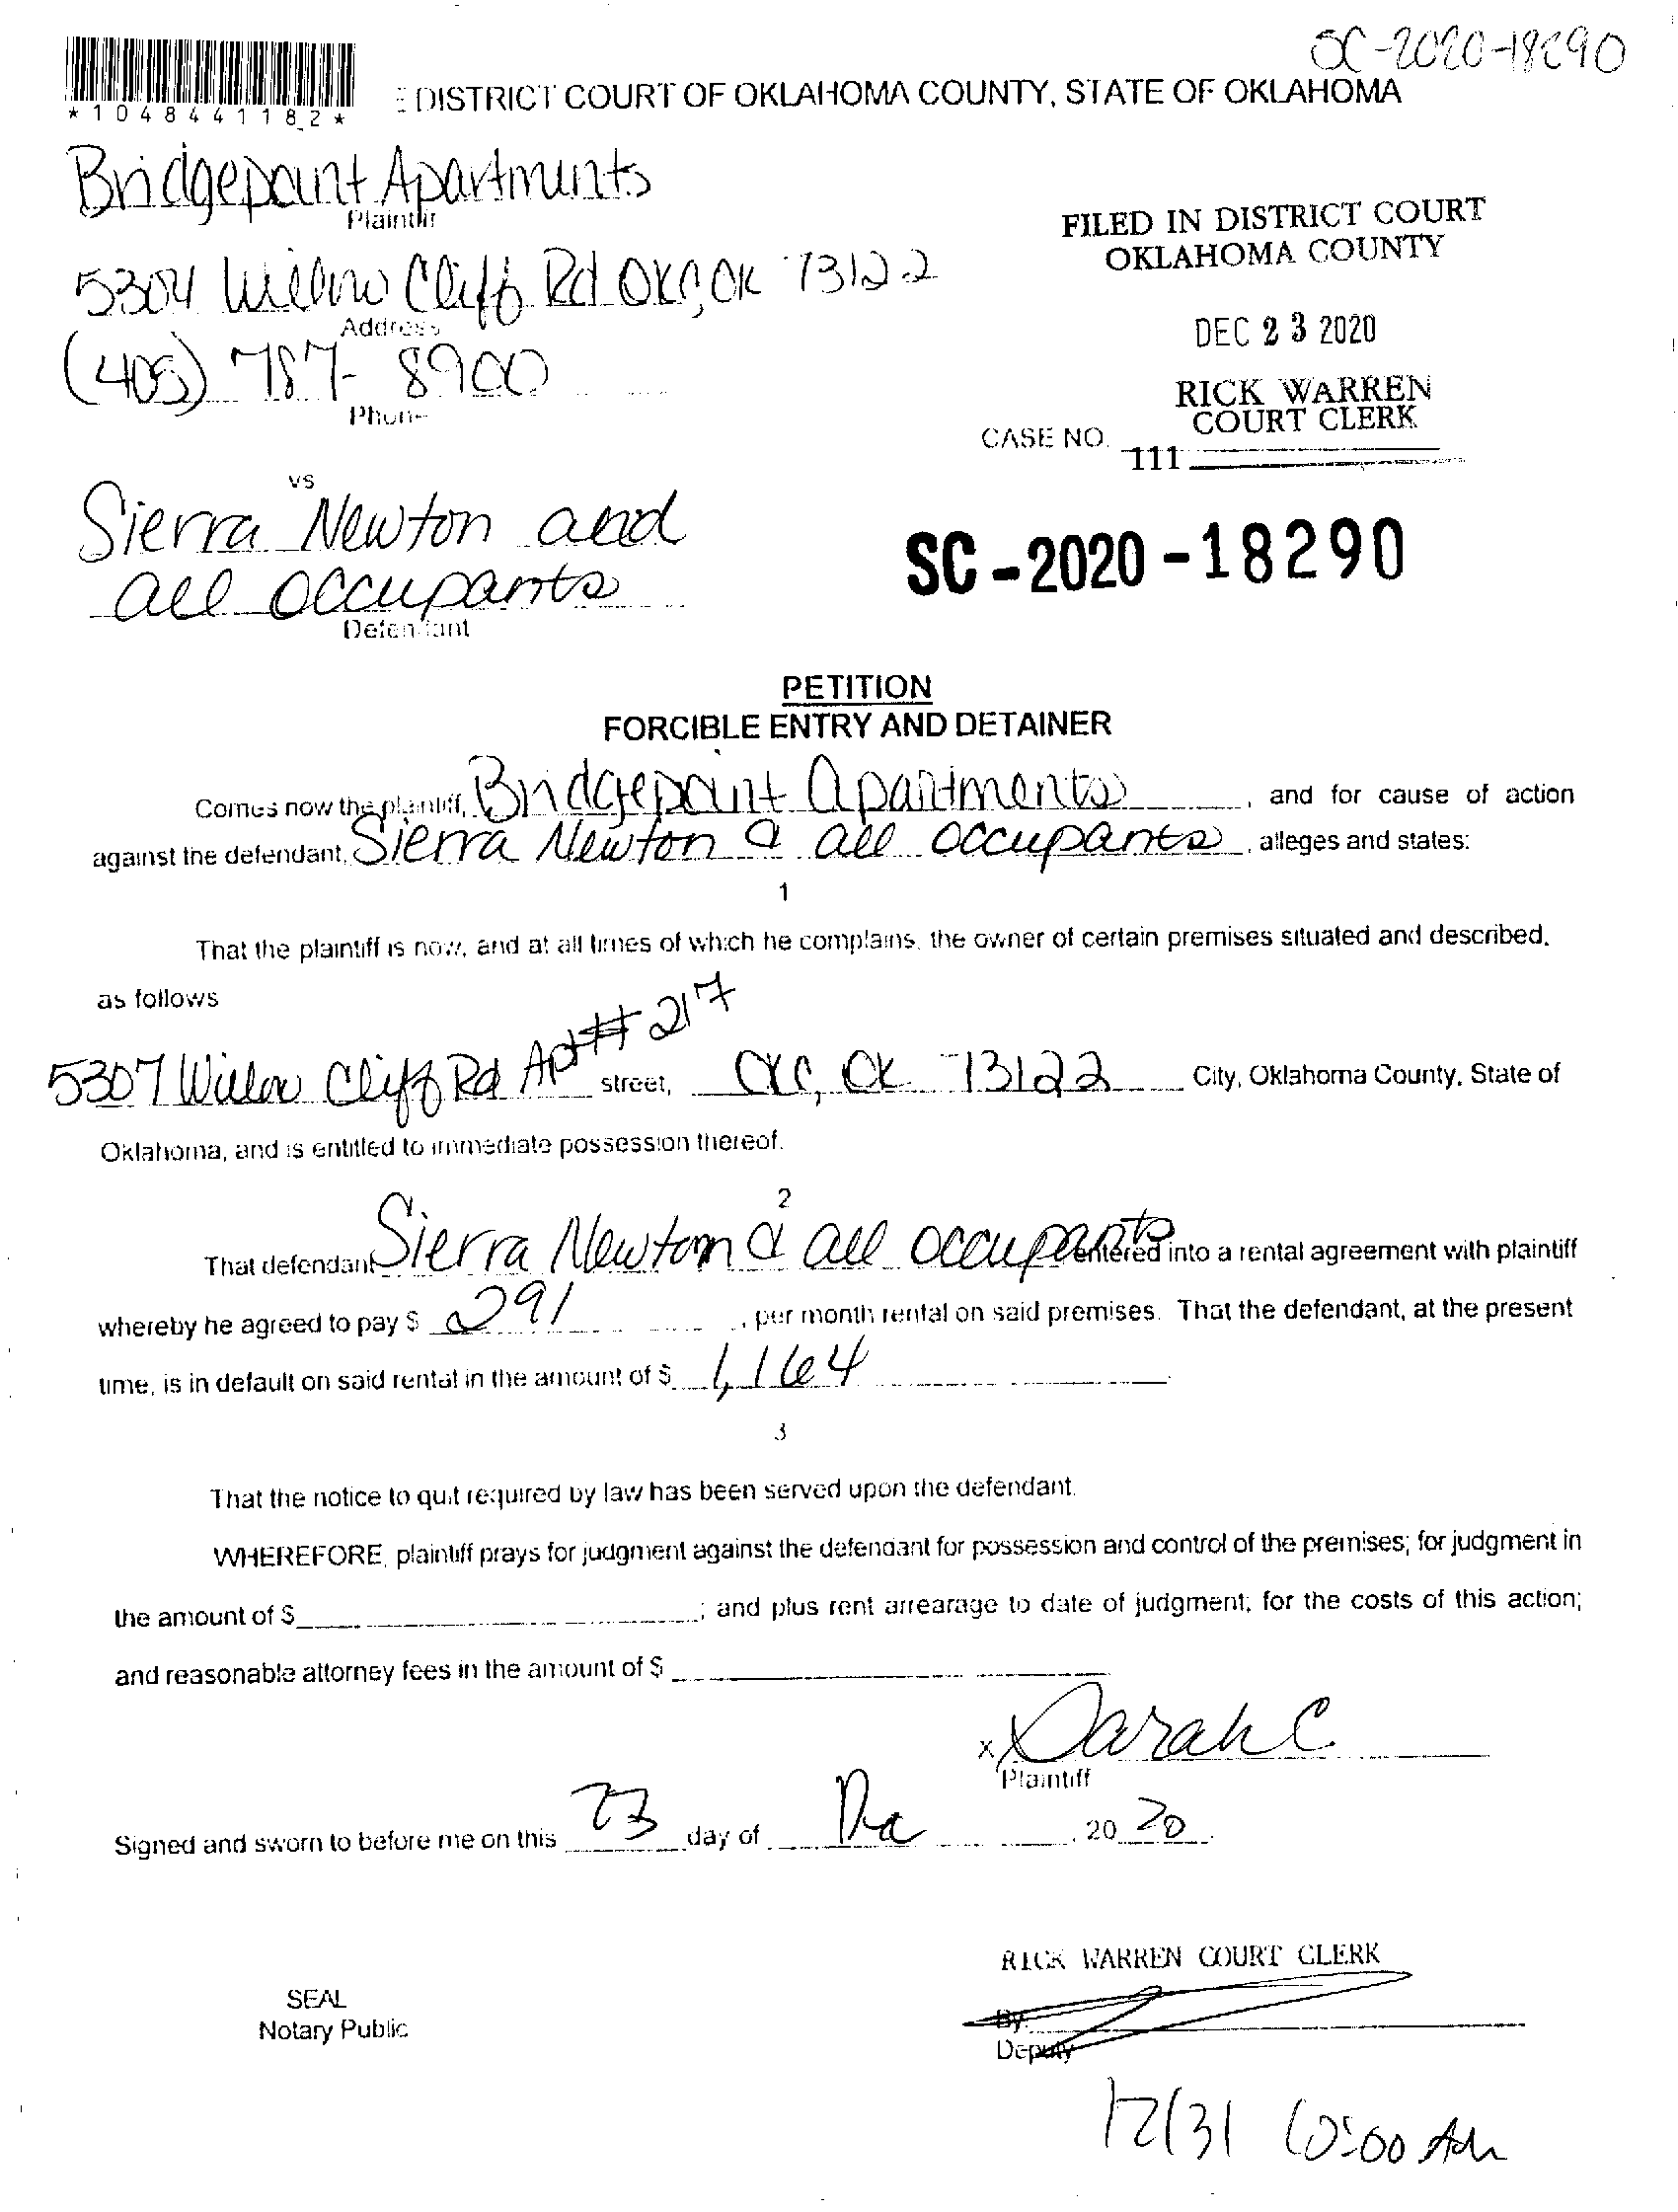 SC-2020-18290
*1048441182*
E DISTRICT COURT OF OKLAHOMA COUNTY, STATE OF OKLAHOMA
Bridgepoint Apartments
Plaintiff
FILED IN DISTRICT COURT
OKLAHOMA COUNTY
5304 Willow Cliff Rd OKC, OK 73122
Address
DEC 23 2020
(405) 787-8900
Phone
RICK WARREN
COURT CLERK
CASE NO.
111
vs
Sierra Newton and
all occupants
Defendant
SC-2020-18290
PETITION
FORCIBLE ENTRY AND DETAINER
Comes now the plaintiff, Bridgepoint Apartments, and for cause of action
against the defendant, Sierra Newton & all occupants, alleges and states:
1
That the plaintiff is now, and at all times of which he complains, the owner of certain premises situated and described,
as follows
5307 Willow Cliff Rd Apt# 217 street, OKC, OK 73122 City, Oklahoma County, State of
Oklahoma, and is entitled to immediate possession thereof.
2
That defendant Sierra Newton & all occupants entered into a rental agreement with plaintiff
whereby he agreed to pay $ 291, per month rental on said premises. That the defendant, at the present
time, is in default on said rental in the amount of $ 1,164
3
That the notice to quit required by law has been served upon the defendant.
WHEREFORE, plaintiff prays for judgment against the defendant for possession and control of the premises; for judgment in
the amount of $ ; and plus rent arrearage to date of judgment; for the costs of this action;
and reasonable attorney fees in the amount of $
x Sarah C
Plaintiff
Signed and sworn to before me on this 23 day of Dec, 20 20.
RICK WARREN COURT CLERK
SEAL
Notary Public
By:
Deputy
12/31 10:00 AM